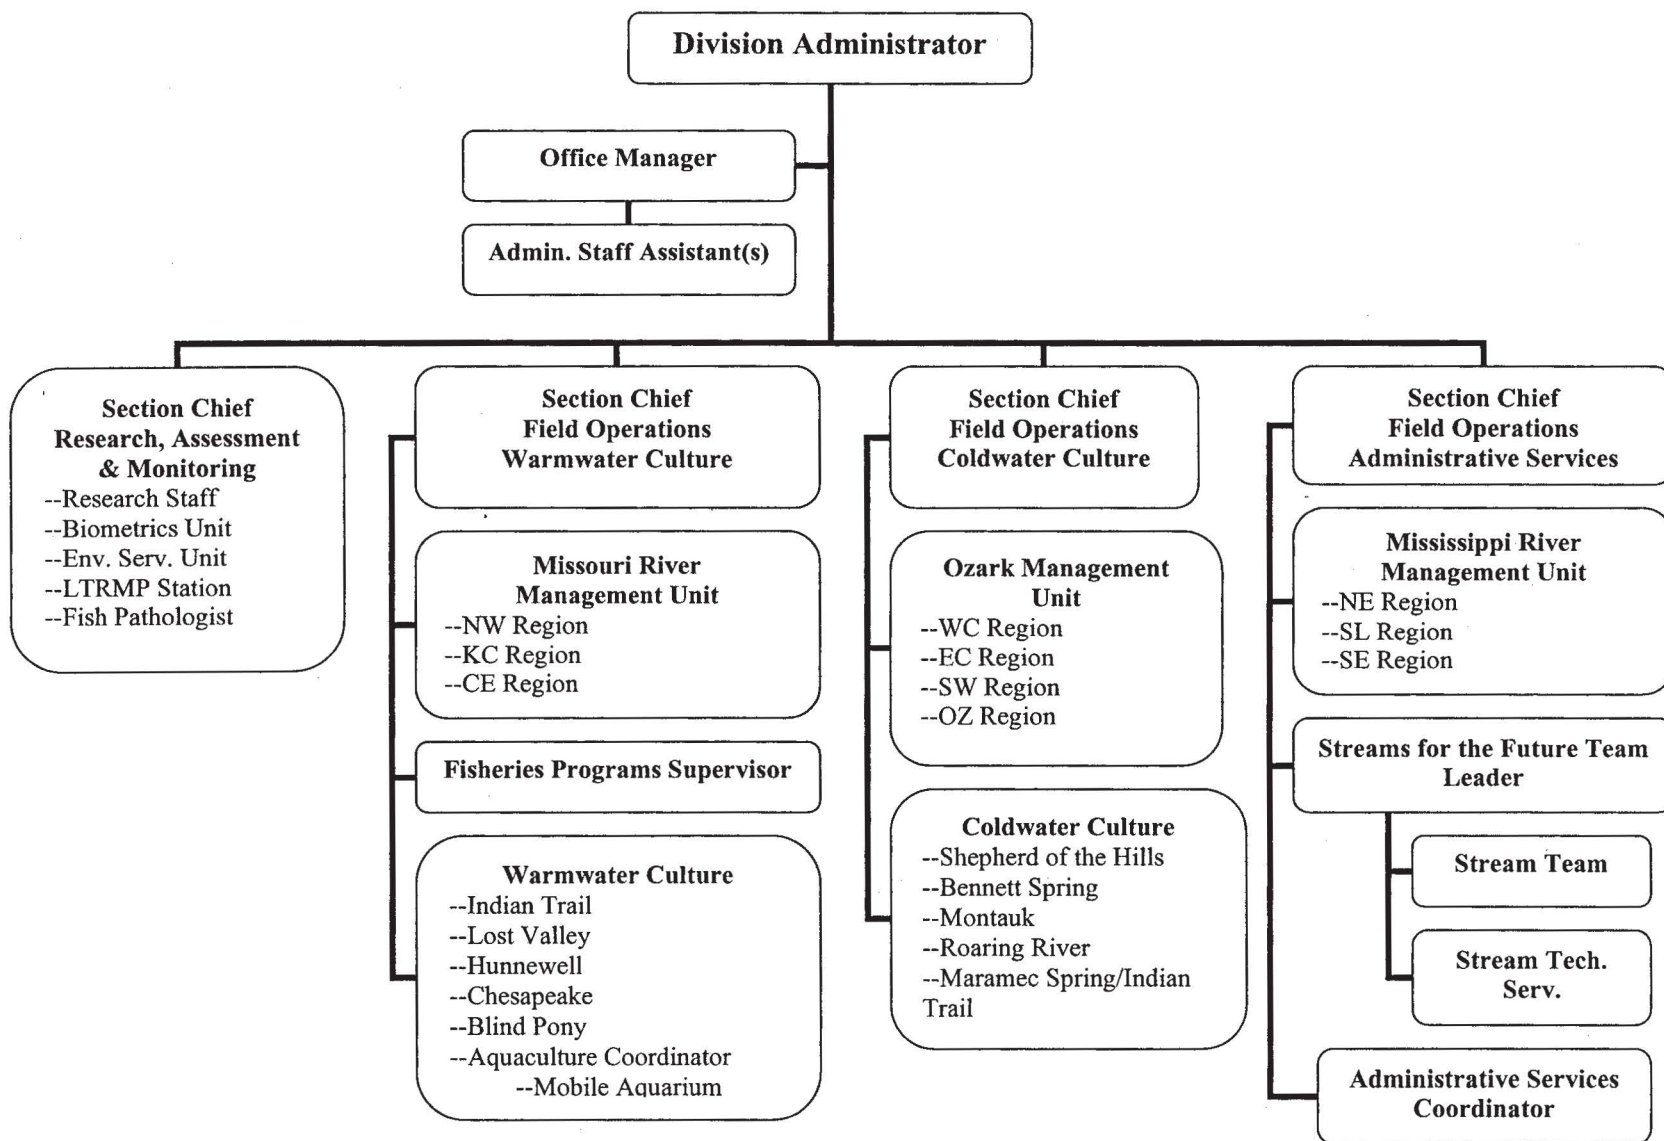 Division Administrator
Office Manager
Admin. Staff Assistant(s)
Section Chief
Research, Assessment
& Monitoring
--Research Staff
--Biometrics Unit
--Env. Serv. Unit
--LTRMP Station
--Fish Pathologist
Section Chief
Field Operations
Warmwater Culture
Missouri River
Management Unit
--NW Region
--KC Region
--CE Region
Fisheries Programs Supervisor
Warmwater Culture
--Indian Trail
--Lost Valley
--Hunnewell
--Chesapeake
--Blind Pony
--Aquaculture Coordinator
--Mobile Aquarium
Section Chief
Field Operations
Coldwater Culture
Ozark Management
Unit
--WC Region
--EC Region
--SW Region
--OZ Region
Coldwater Culture
--Shepherd of the Hills
--Bennett Spring
--Montauk
--Roaring River
--Maramec Spring/Indian
Trail
Section Chief
Field Operations
Administrative Services
Mississippi River
Management Unit
--NE Region
--SL Region
--SE Region
Streams for the Future Team
Leader
Stream Team
Stream Tech.
Serv.
Administrative Services
Coordinator